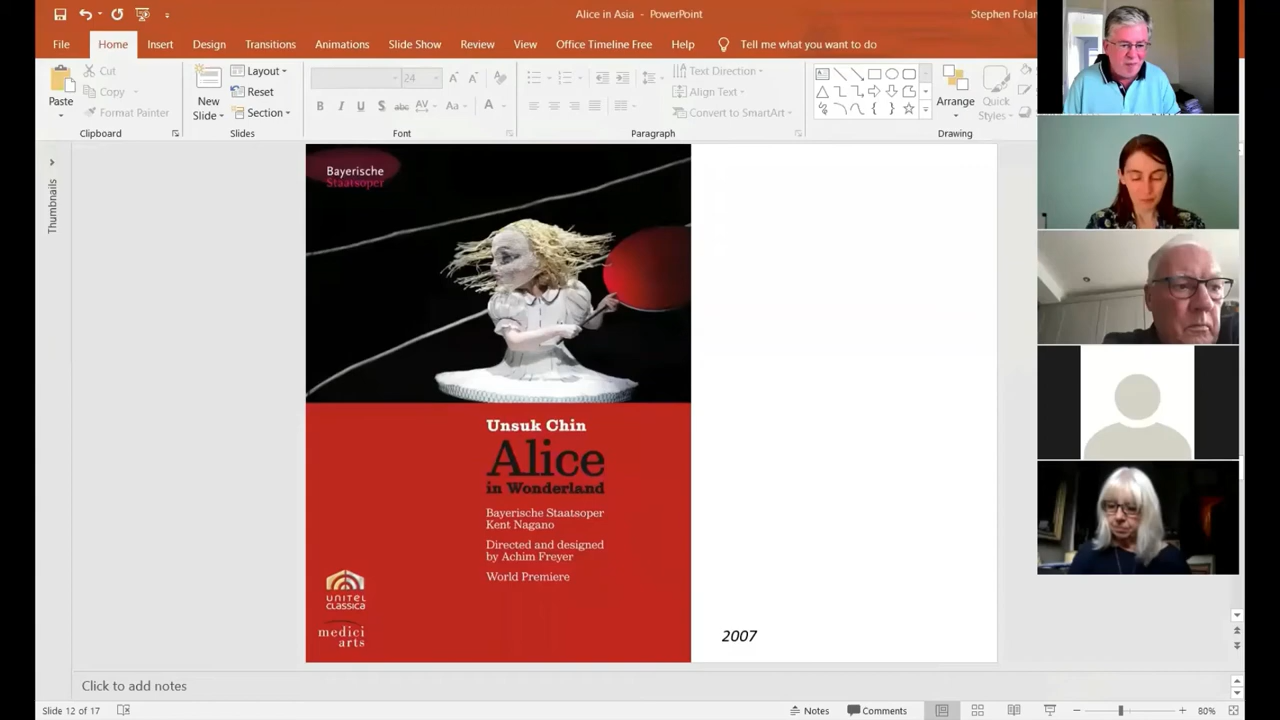 Alice in Asia - PowerPoint
Stephen Folan
File
Home
Insert
Design
Transitions
Animations
Slide Show
Review
View
Office Timeline Free
Help
Tell me what you want to do
Paste
Cut
Copy
Format Painter
Clipboard
New
Slide
Layout
Reset
Section
Slides
24
B
I
U
S
abc
AV
Aa
A
Font
Text Direction
Align Text
Convert to SmartArt
Paragraph
Arrange
Quick
Styles
Drawing
Thumbnails
Bayerische
Staatsoper
Unsuk Chin
Alice
in Wonderland
Bayerische Staatsoper
Kent Nagano
Directed and designed
by Achim Freyer
World Premiere
UNITEL
CLASSICA
medici
arts
2007
Click to add notes
Slide 12 of 17
Notes
Comments
80%